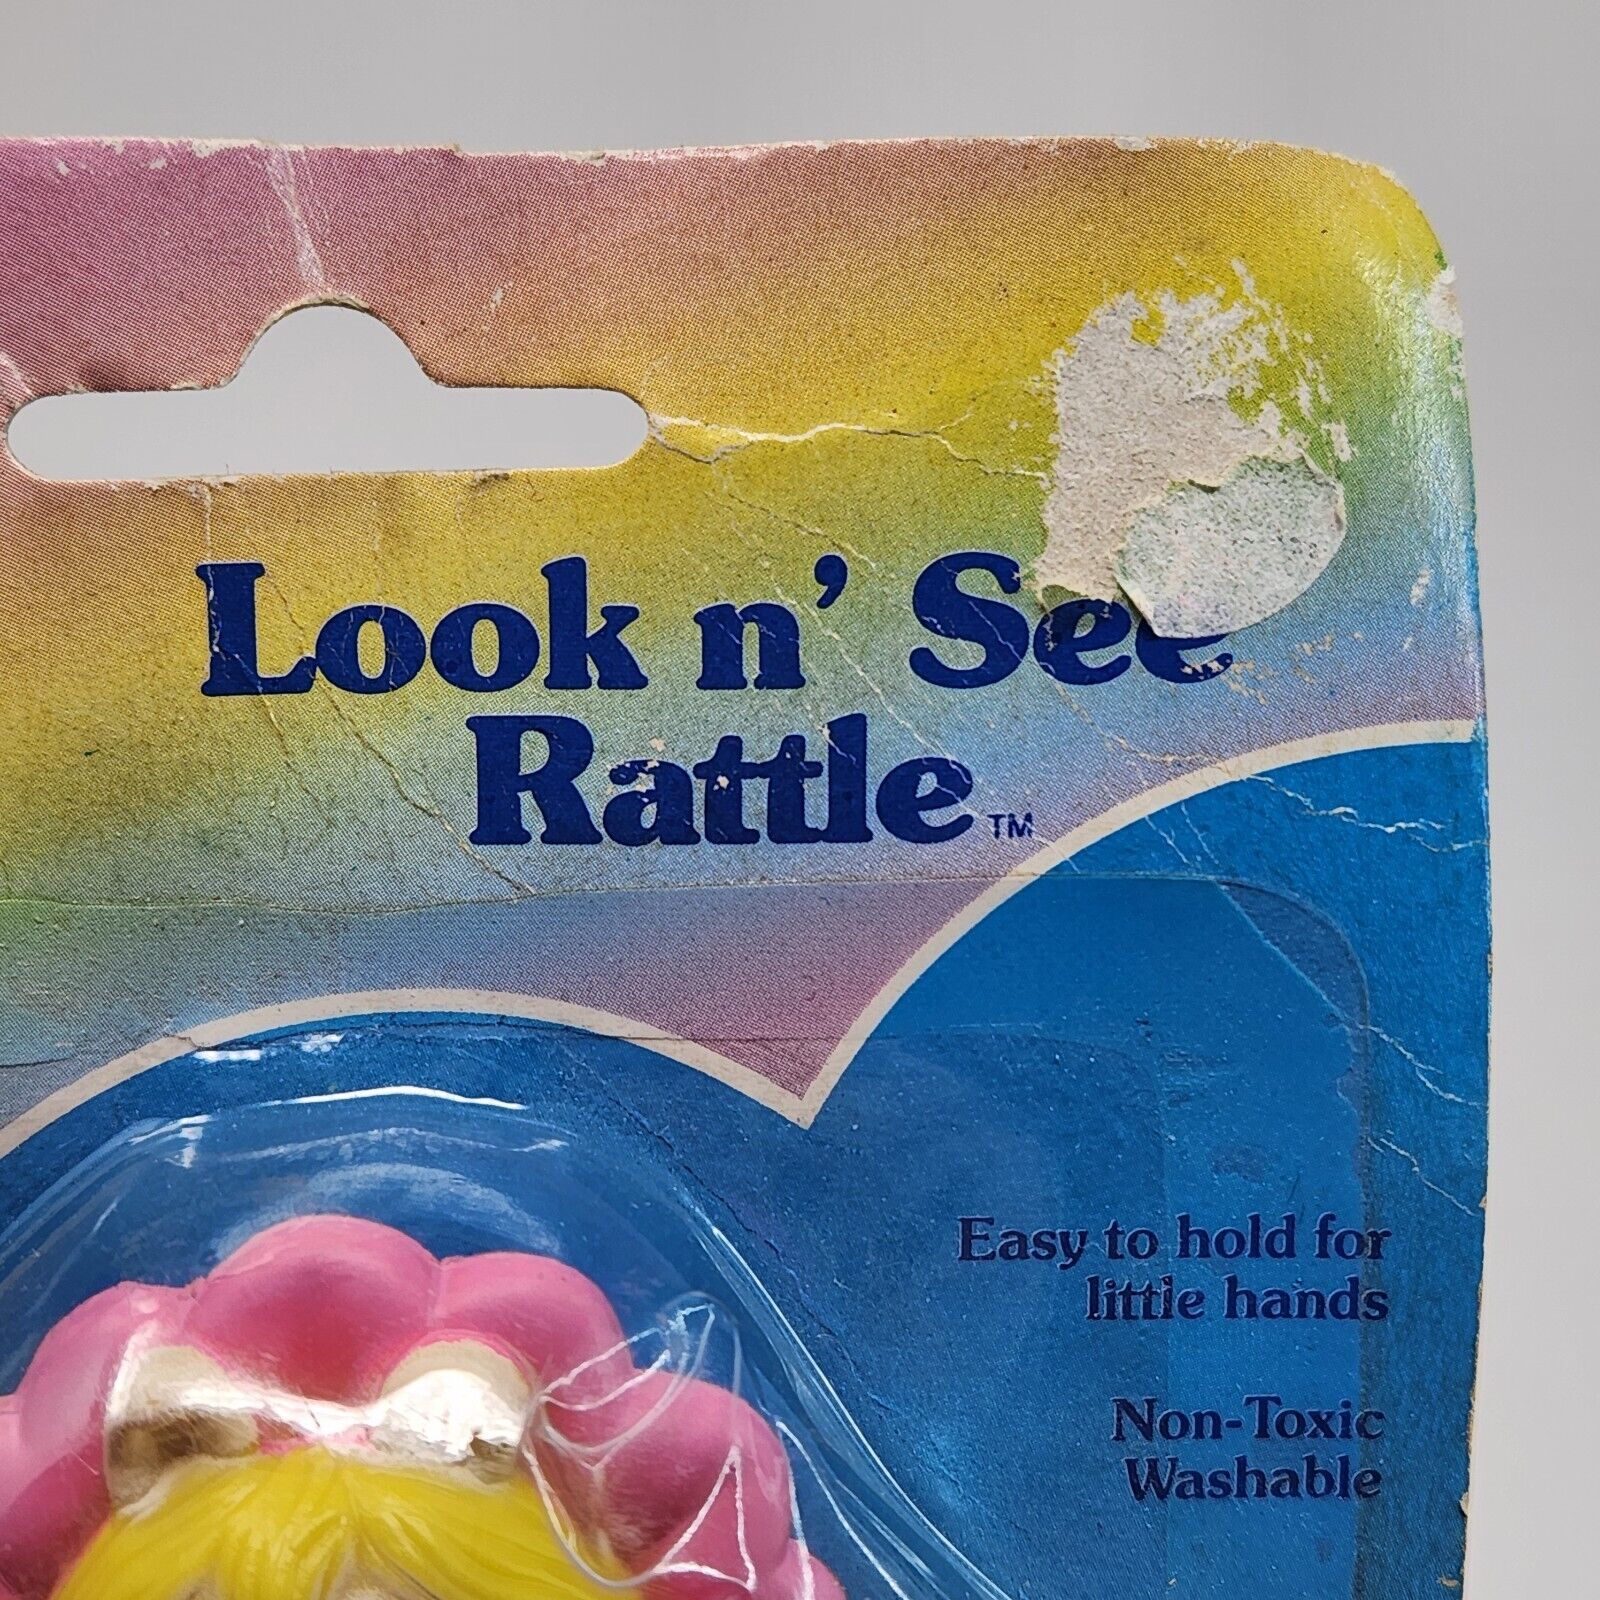 Look n' See
Rattle™
Easy to hold for
little hands
Non-Toxic
Washable